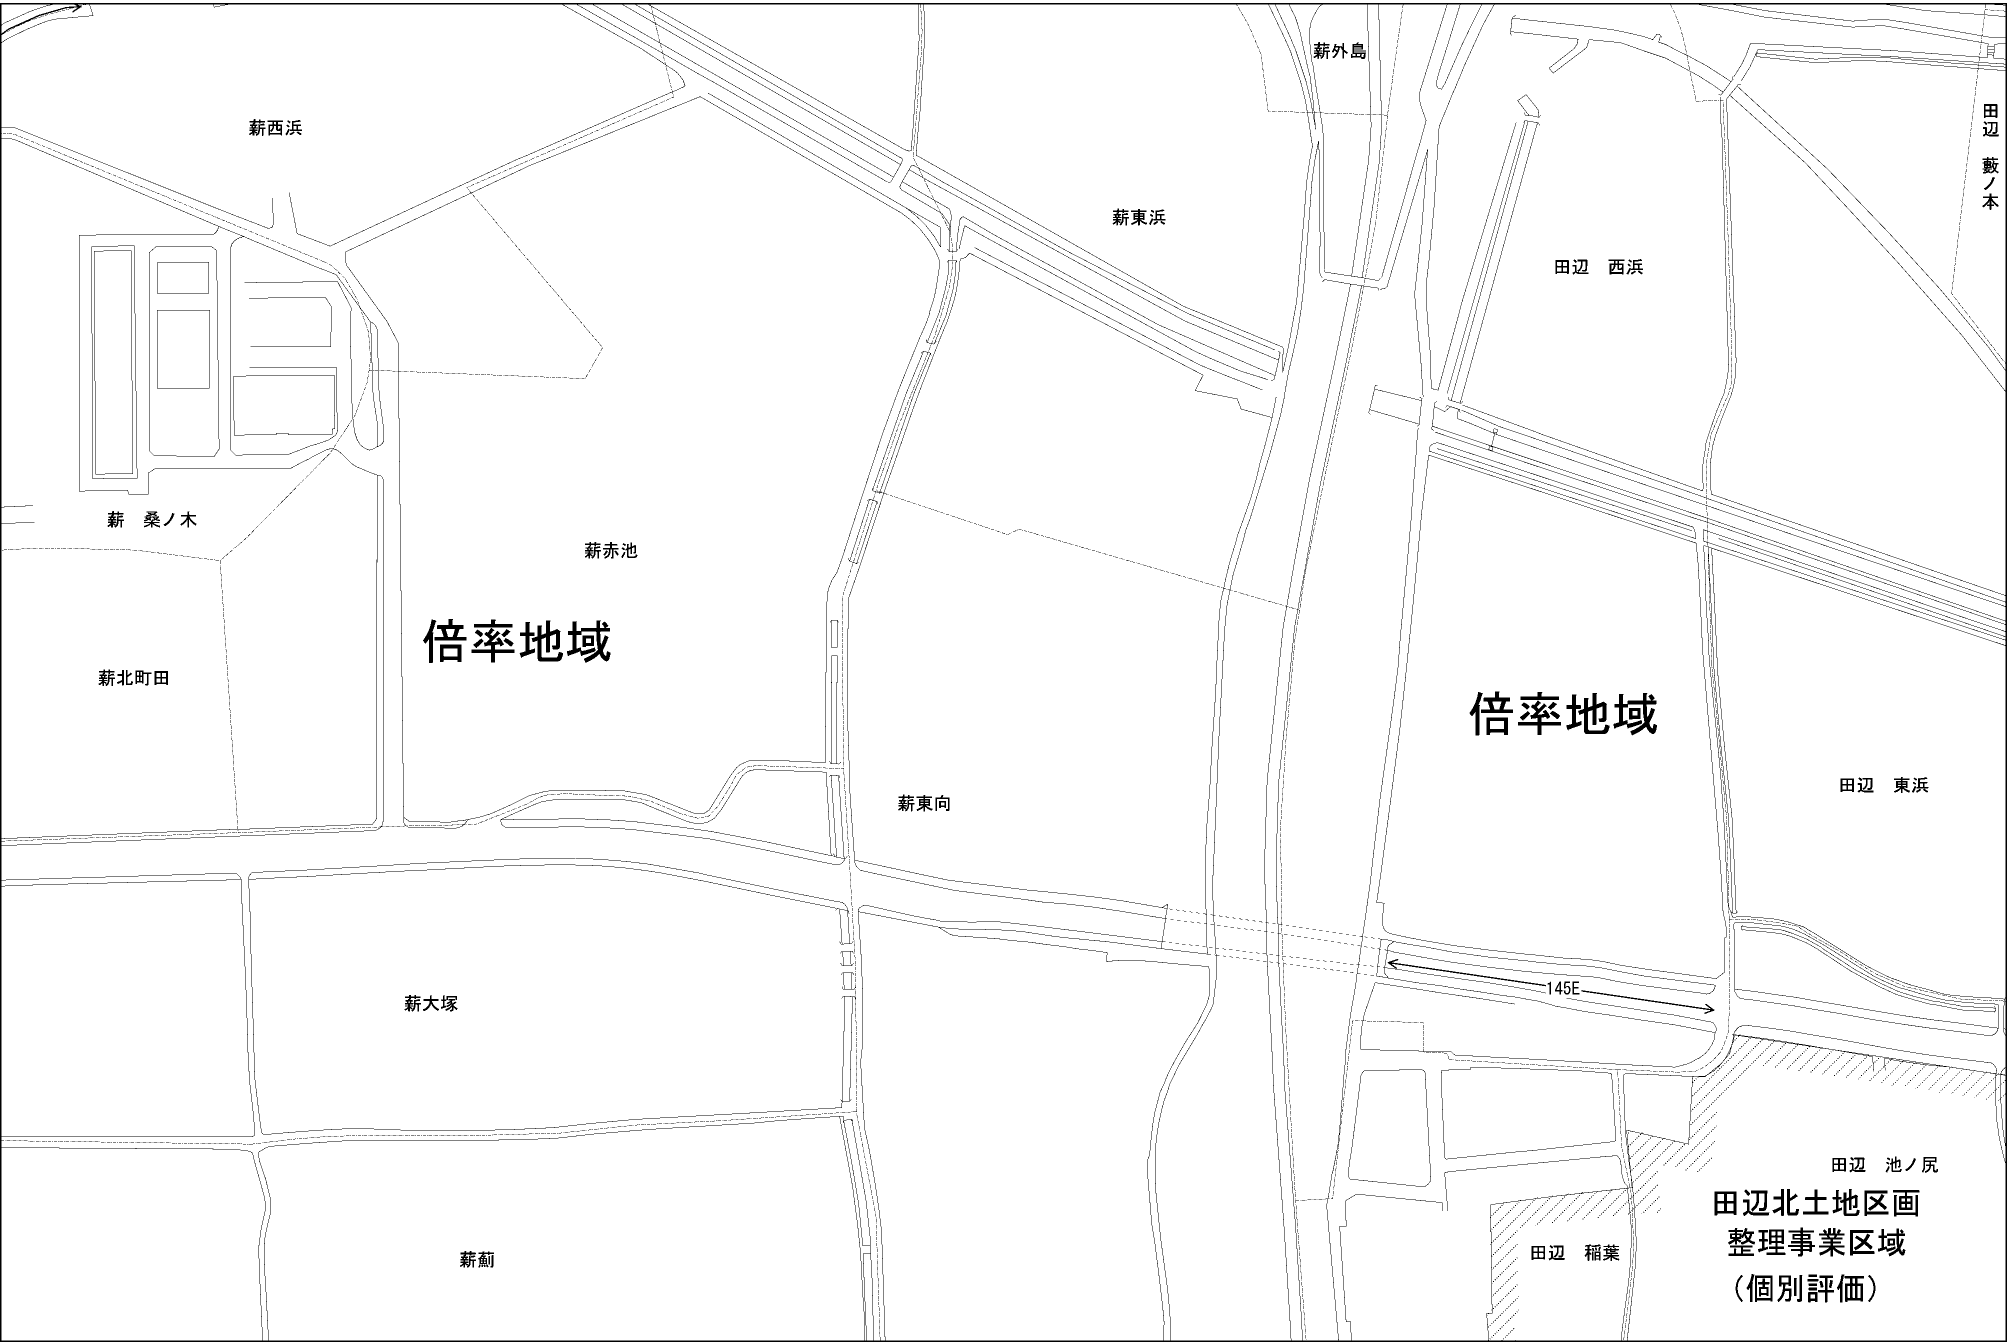 薪外島
薪西浜
田辺　藪ノ本
薪東浜
田辺　西浜
薪　桑ノ木
薪赤池
倍率地域
薪北町田
倍率地域
田辺　東浜
薪東向
145E
薪大塚
田辺　池ノ尻
田辺北土地区画
整理事業区域
（個別評価）
田辺　稲葉
薪薊